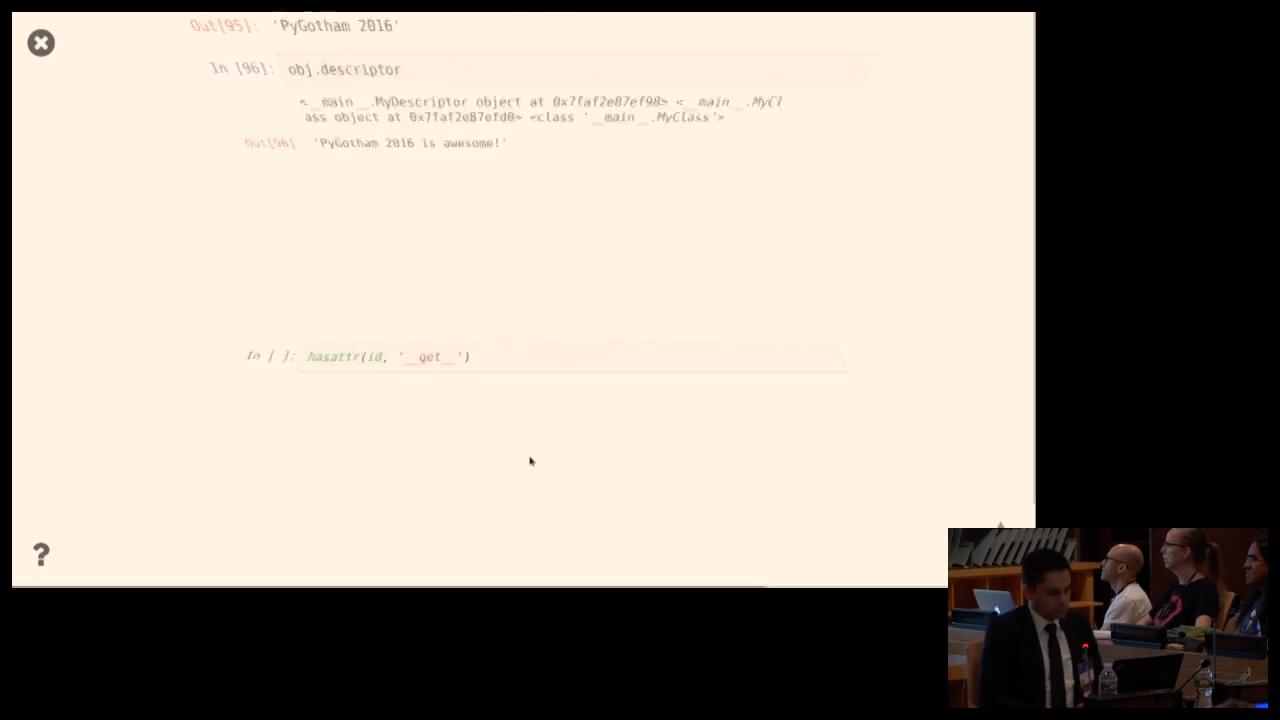 Out[95]: 'PyGotham 2016'
In [96]: obj.descriptor
<__main__.MyDescriptor object at 0x7faf2e87ef98> <__main__.MyCl
ass object at 0x7faf2e87efd0> <class '__main__.MyClass'>
Out[96]: 'PyGotham 2016 is awesome!'
In [ ]: hasattr(id, '__get__')
?